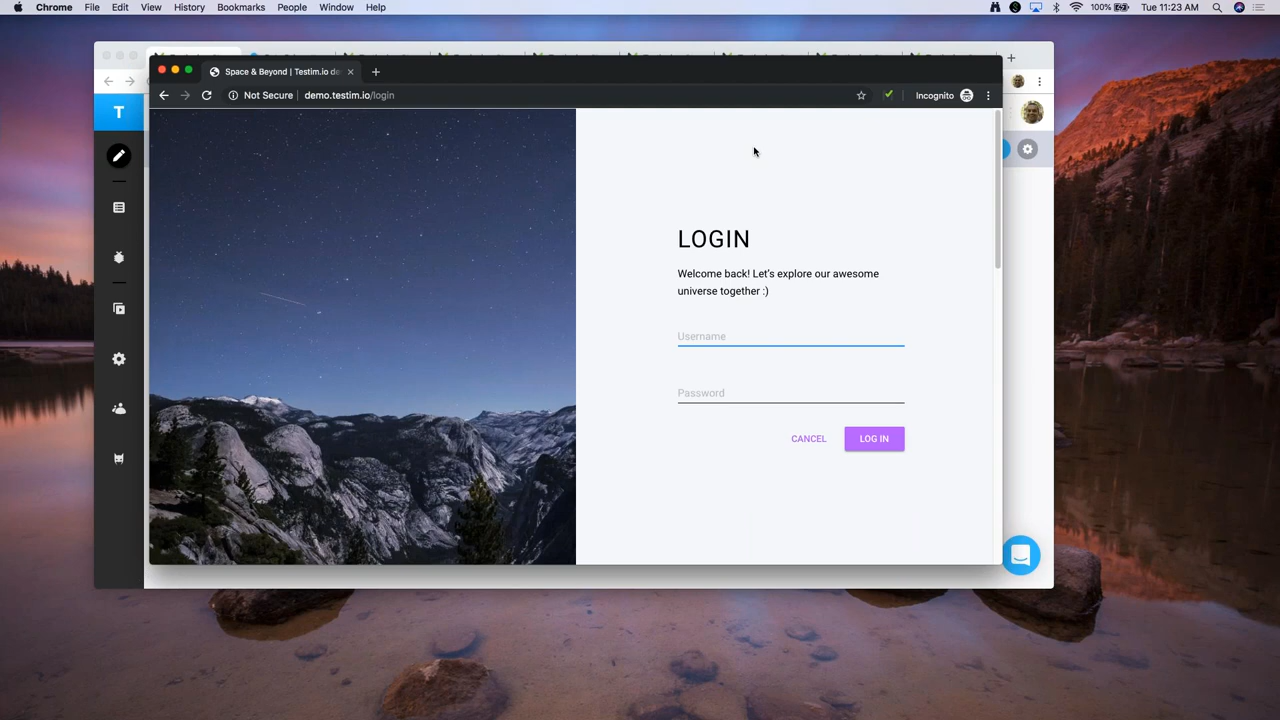 Chrome File Edit View History Bookmarks People Window Help 100% Tue 11:23 AM
Space & Beyond | Testim.io de
Not Secure demo.testim.io/login Incognito
T
LOGIN
Welcome back! Let's explore our awesome
universe together :)
Username
Password
CANCEL LOG IN